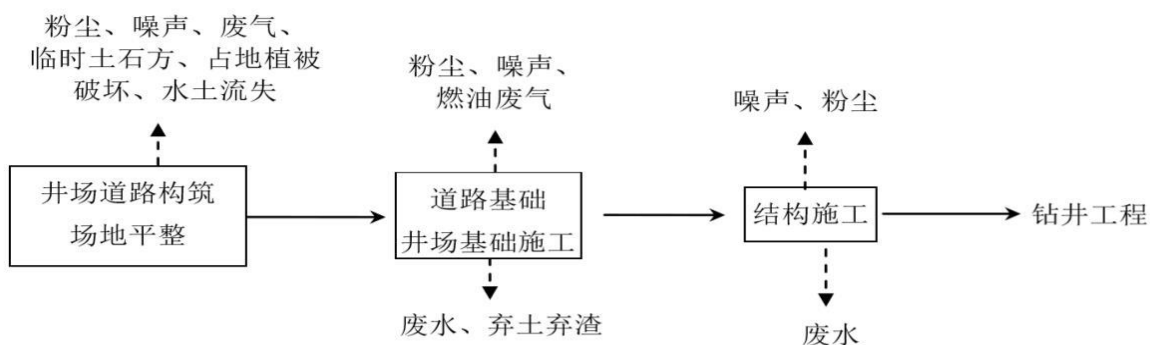 粉尘、噪声、废气、
临时土石方、占地植被
破坏、水土流失
粉尘、噪声、
燃油废气
噪声、粉尘
井场道路构筑
场地平整
道路基础
井场基础施工
结构施工
钻井工程
废水、弃土弃渣
废水